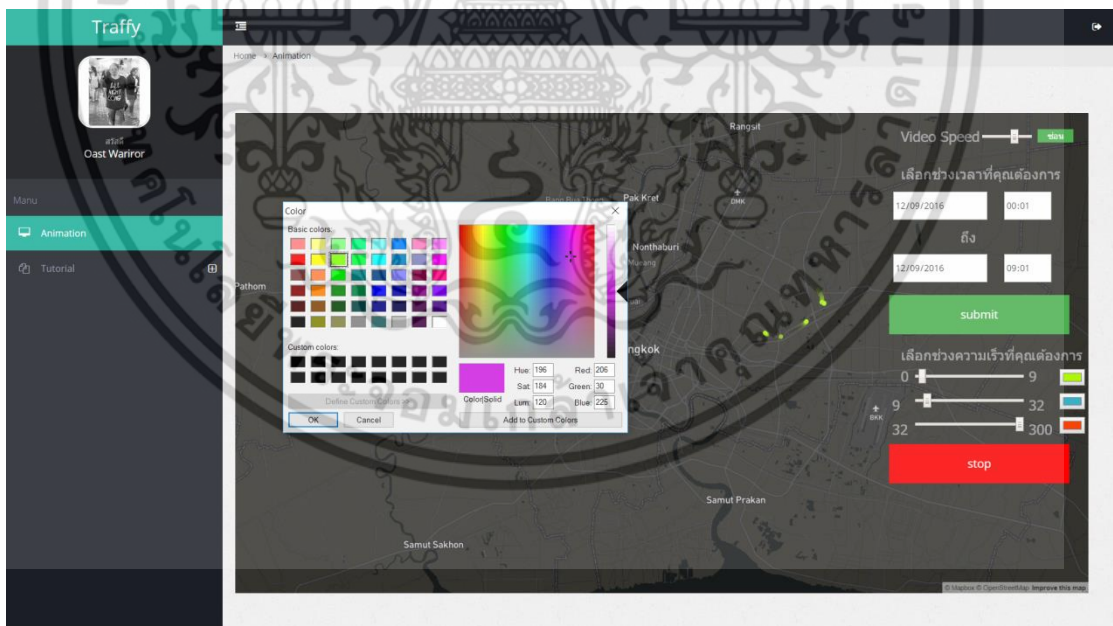 Traffy
Home > Animation
สวัสดี
Oast Wariror
Manu
Animation
Tutorial
Rangsit
Pak Kret
DMK
Nonthaburi
Pathom
ngkok
BKK
Samut Prakan
Samut Sakhon
© Mapbox © OpenStreetMap Improve this map
Color
Basic colors:
Custom colors:
Define Custom Colors >>
OK Cancel
Color|Solid
Hue: 196 Red: 206
Sat: 184 Green: 30
Lum: 120 Blue: 225
Add to Custom Colors
Video Speed ซ่อน
เลือกช่วงเวลาที่คุณต้องการ
12/09/2016 00:01
ถึง
12/09/2016 09:01
submit
เลือกช่วงความเร็วที่คุณต้องการ
0 9
9 32
32 300
stop